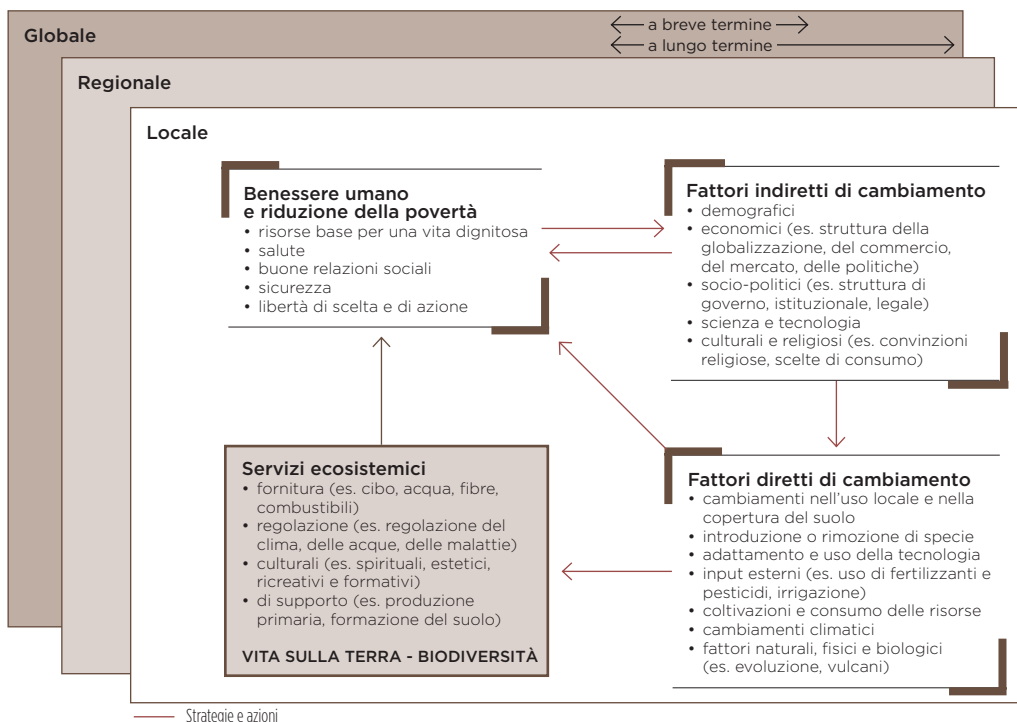 Globale
a breve termine
a lungo termine
Regionale
Locale
Benessere umano
e riduzione della povertà
• risorse base per una vita dignitosa
• salute
• buone relazioni sociali
• sicurezza
• libertà di scelta e di azione
Fattori indiretti di cambiamento
• demografici
• economici (es. struttura della
globalizzazione, del commercio,
del mercato, delle politiche)
• socio-politici (es. struttura di
governo, istituzionale, legale)
• scienza e tecnologia
• culturali e religiosi (es. convinzioni
religiose, scelte di consumo)
Servizi ecosistemici
• fornitura (es. cibo, acqua, fibre,
combustibili)
• regolazione (es. regolazione del
clima, delle acque, delle malattie)
• culturali (es. spirituali, estetici,
ricreativi e formativi)
• di supporto (es. produzione
primaria, formazione del suolo)
VITA SULLA TERRA - BIODIVERSITÀ
Fattori diretti di cambiamento
• cambiamenti nell'uso locale e nella
copertura del suolo
• introduzione o rimozione di specie
• adattamento e uso della tecnologia
• input esterni (es. uso di fertilizzanti e
pesticidi, irrigazione)
• coltivazioni e consumo delle risorse
• cambiamenti climatici
• fattori naturali, fisici e biologici
(es. evoluzione, vulcani)
Strategie e azioni